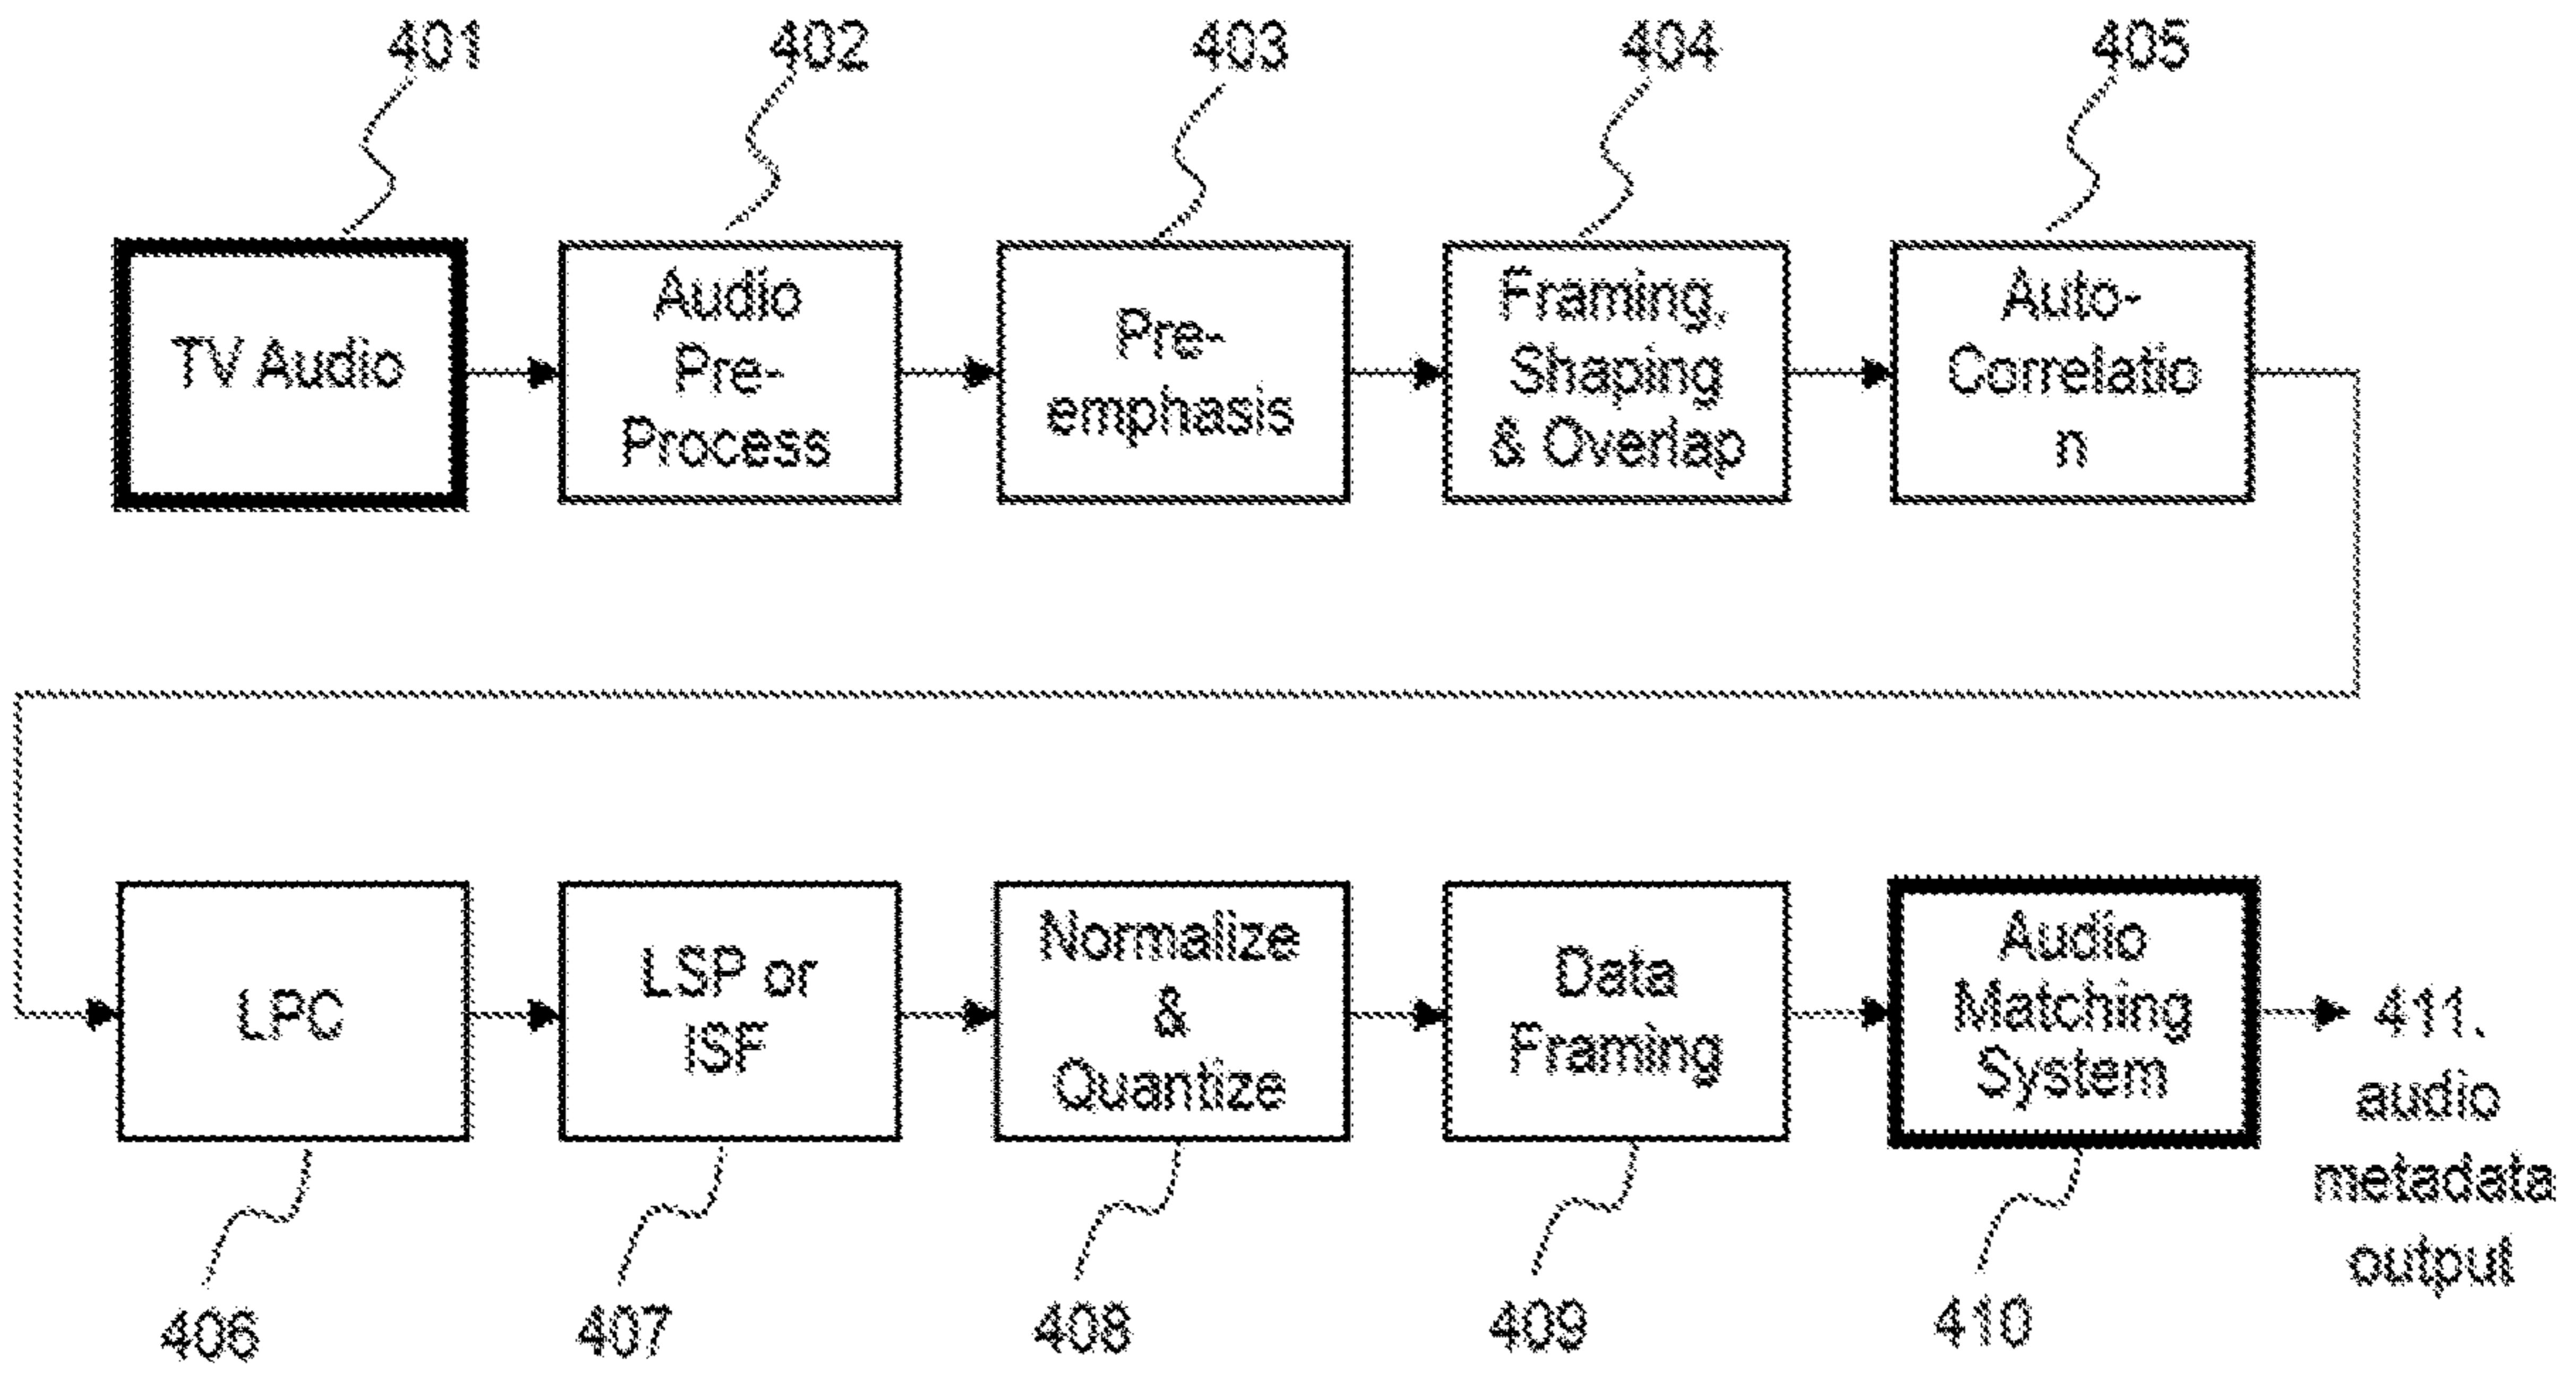 401
402
403
404
405
TV Audio
Audio
Pre-
Process
Pre-
emphasis
Framing,
Shaping
& Overlap
Auto-
Correlatio
n
LPC
LSP or
ISF
Normalize
&
Quantize
Data
Framing
Audio
Matching
System
411.
audio
metadata
output
406
407
408
409
410